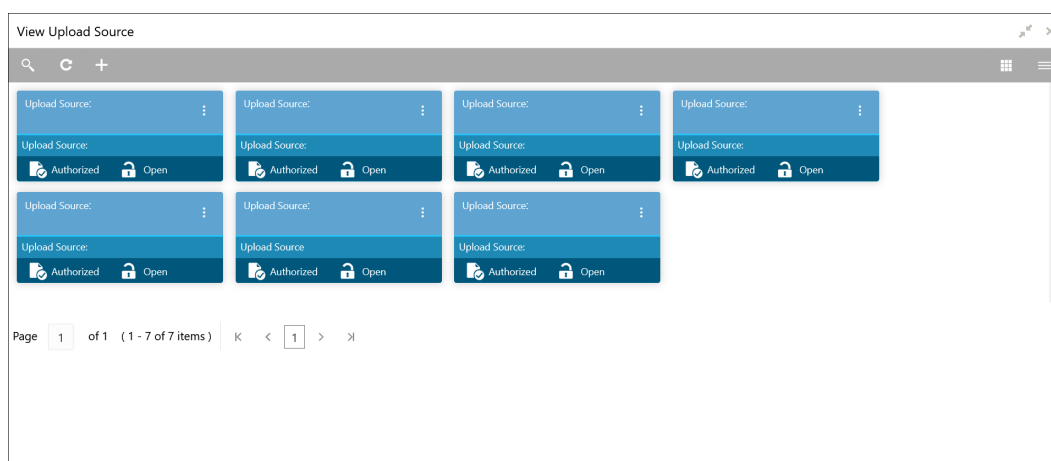 View Upload Source
Upload Source: Upload Source: Upload Source: Upload Source:
Upload Source: Upload Source: Upload Source: Upload Source:
Authorized Open Authorized Open Authorized Open Authorized Open
Upload Source: Upload Source: Upload Source:
Upload Source: Upload Source Upload Source:
Authorized Open Authorized Open Authorized Open
Page 1 of 1 ( 1 - 7 of 7 items ) 1